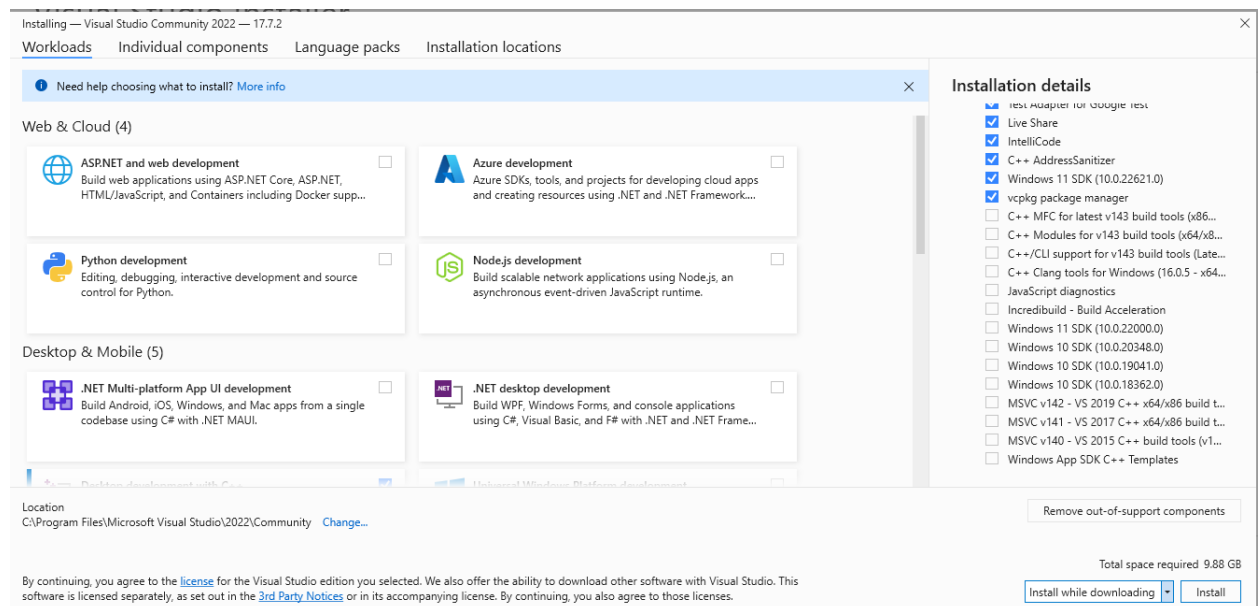 Installing — Visual Studio Community 2022 — 17.7.2
Workloads Individual components Language packs Installation locations
Need help choosing what to install? More info
Web & Cloud (4)
ASP.NET and web development
Build web applications using ASP.NET Core, ASP.NET,
HTML/JavaScript, and Containers including Docker supp...
Azure development
Azure SDKs, tools, and projects for developing cloud apps
and creating resources using .NET and .NET Framework....
Python development
Editing, debugging, interactive development and source
control for Python.
JS
Node.js development
Build scalable network applications using Node.js, an
asynchronous event-driven JavaScript runtime.
Desktop & Mobile (5)
.NET Multi-platform App UI development
Build Android, iOS, Windows, and Mac apps from a single
codebase using C# with .NET MAUI.
.NET
.NET desktop development
Build WPF, Windows Forms, and console applications
using C#, Visual Basic, and F# with .NET and .NET Frame...
Desktop development with C++
Universal Windows Platform development
Installation details
Test Adapter for Google Test
Live Share
IntelliCode
C++ AddressSanitizer
Windows 11 SDK (10.0.22621.0)
vcpkg package manager
C++ MFC for latest v143 build tools (x86...
C++ Modules for v143 build tools (x64/x8...
C++/CLI support for v143 build tools (Late...
C++ Clang tools for Windows (16.0.5 - x64...
JavaScript diagnostics
Incredibuild - Build Acceleration
Windows 11 SDK (10.0.22000.0)
Windows 10 SDK (10.0.20348.0)
Windows 10 SDK (10.0.19041.0)
Windows 10 SDK (10.0.18362.0)
MSVC v142 - VS 2019 C++ x64/x86 build t...
MSVC v141 - VS 2017 C++ x64/x86 build t...
MSVC v140 - VS 2015 C++ build tools (v1...
Windows App SDK C++ Templates
Location
C:\Program Files\Microsoft Visual Studio\2022\Community Change...
Remove out-of-support components
Total space required 9.88 GB
By continuing, you agree to the license for the Visual Studio edition you selected. We also offer the ability to download other software with Visual Studio. This
software is licensed separately, as set out in the 3rd Party Notices or in its accompanying license. By continuing, you also agree to those licenses.
Install while downloading Install